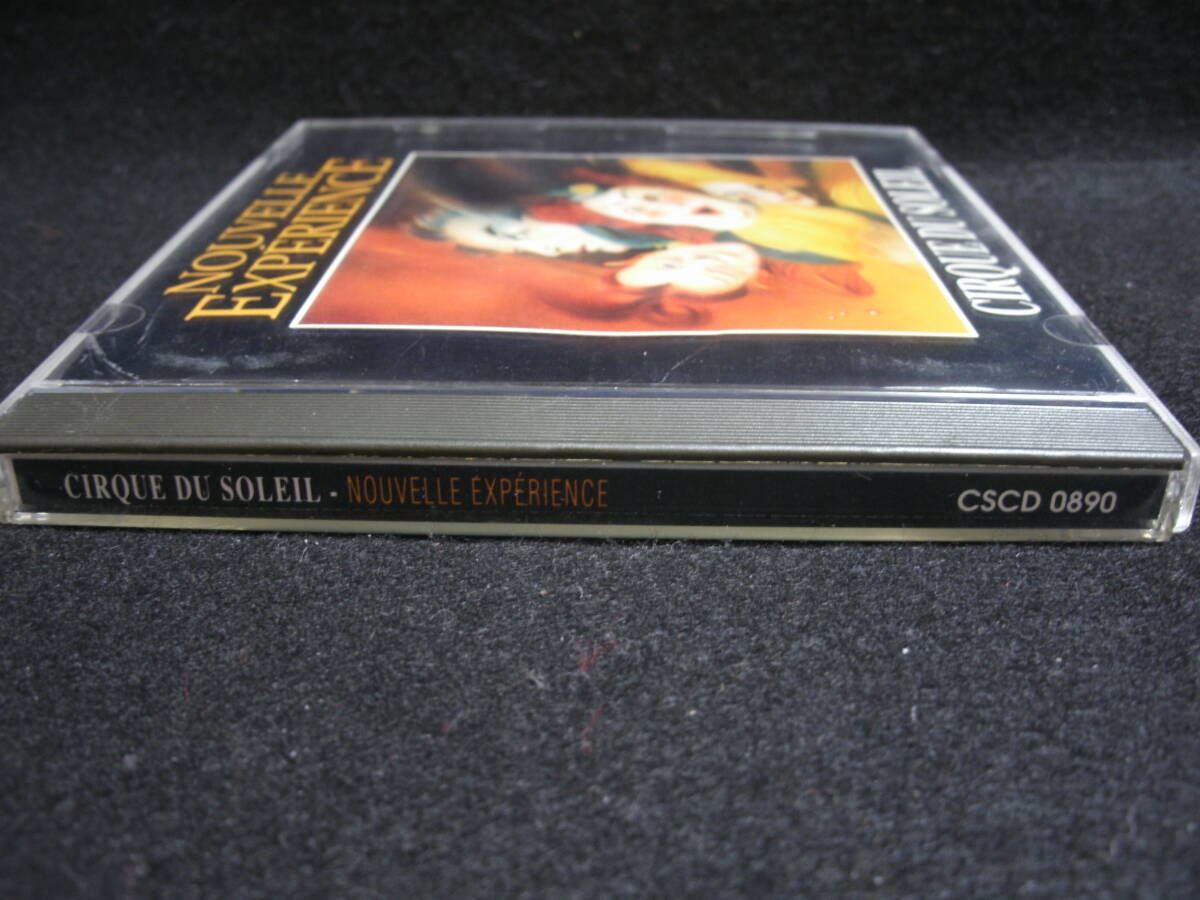 NOUVELLE
EXPÉRIENCE
CIRQUE DU SOLEIL
CIRQUE DU SOLEIL - NOUVELLE EXPÉRIENCE
CSCD 0890